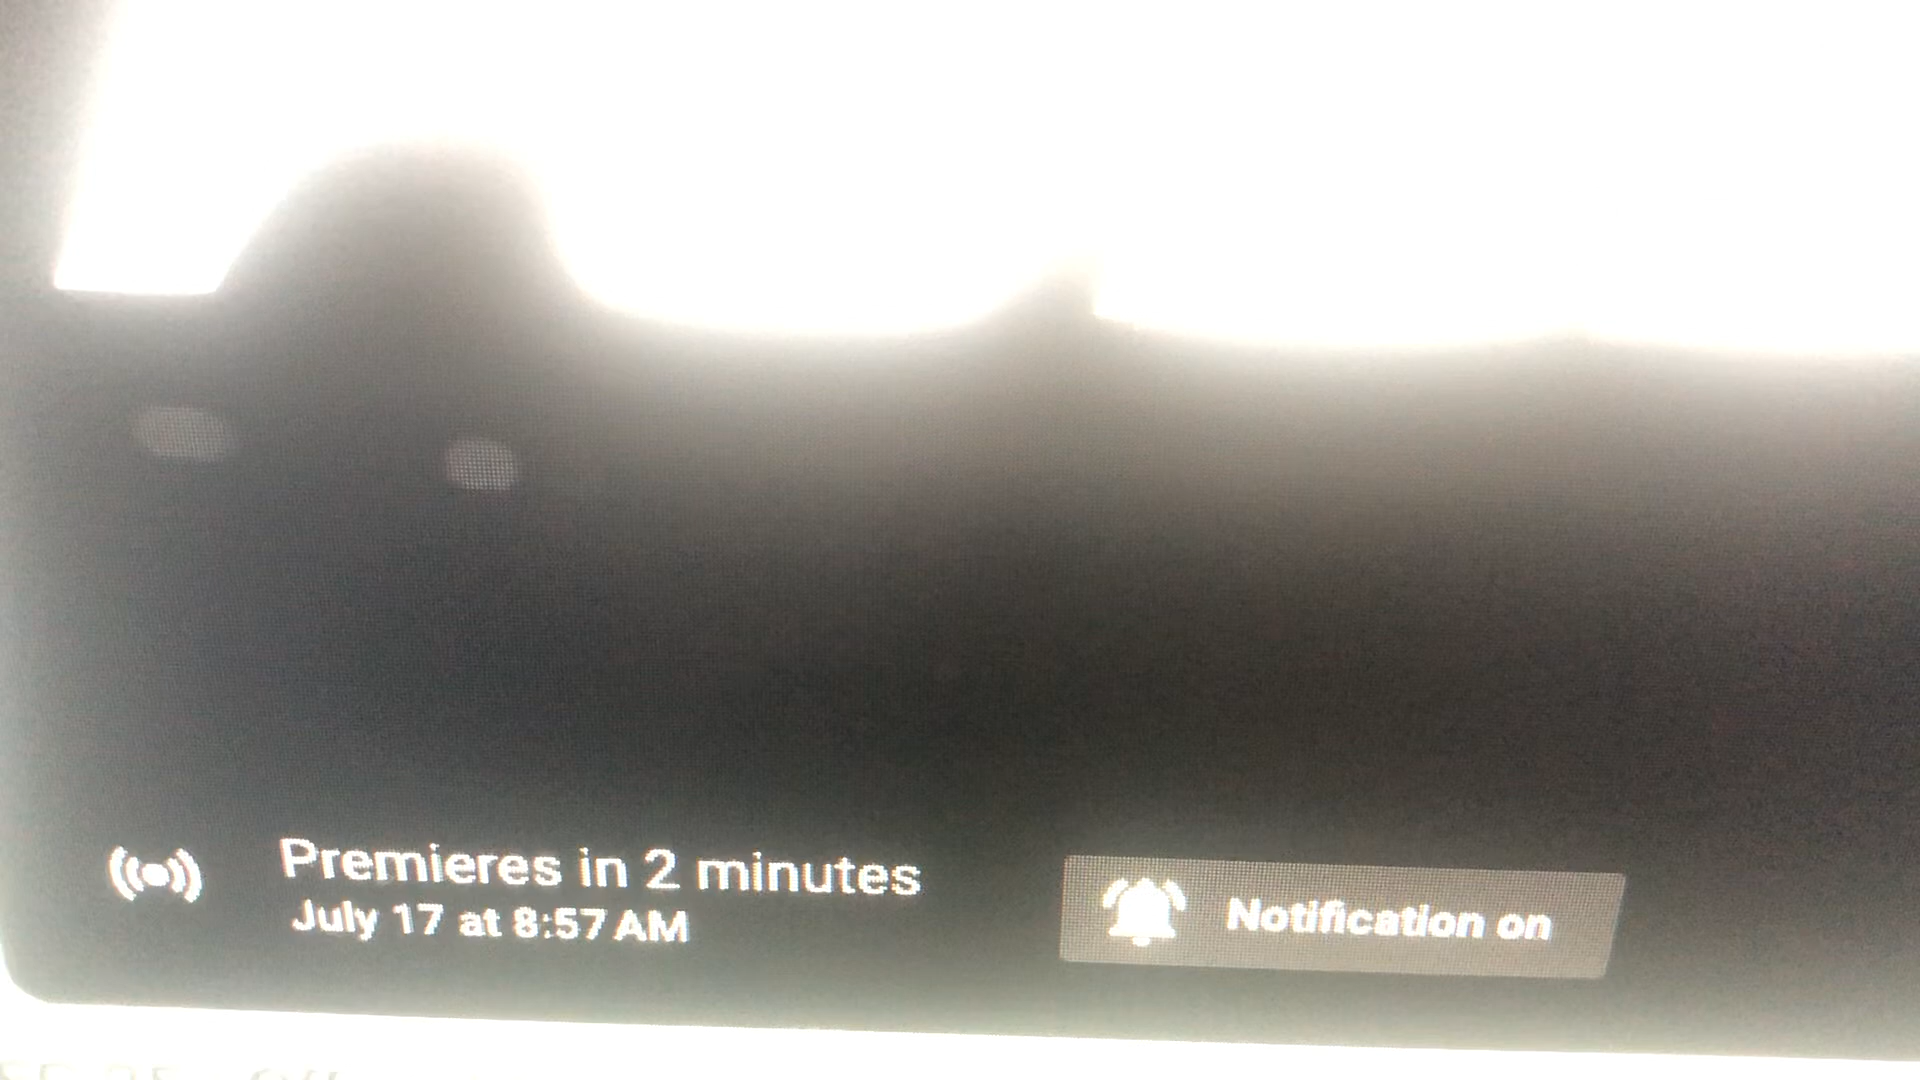 Premieres in 2 minutes
July 17 at 8:57 AM
Notification on